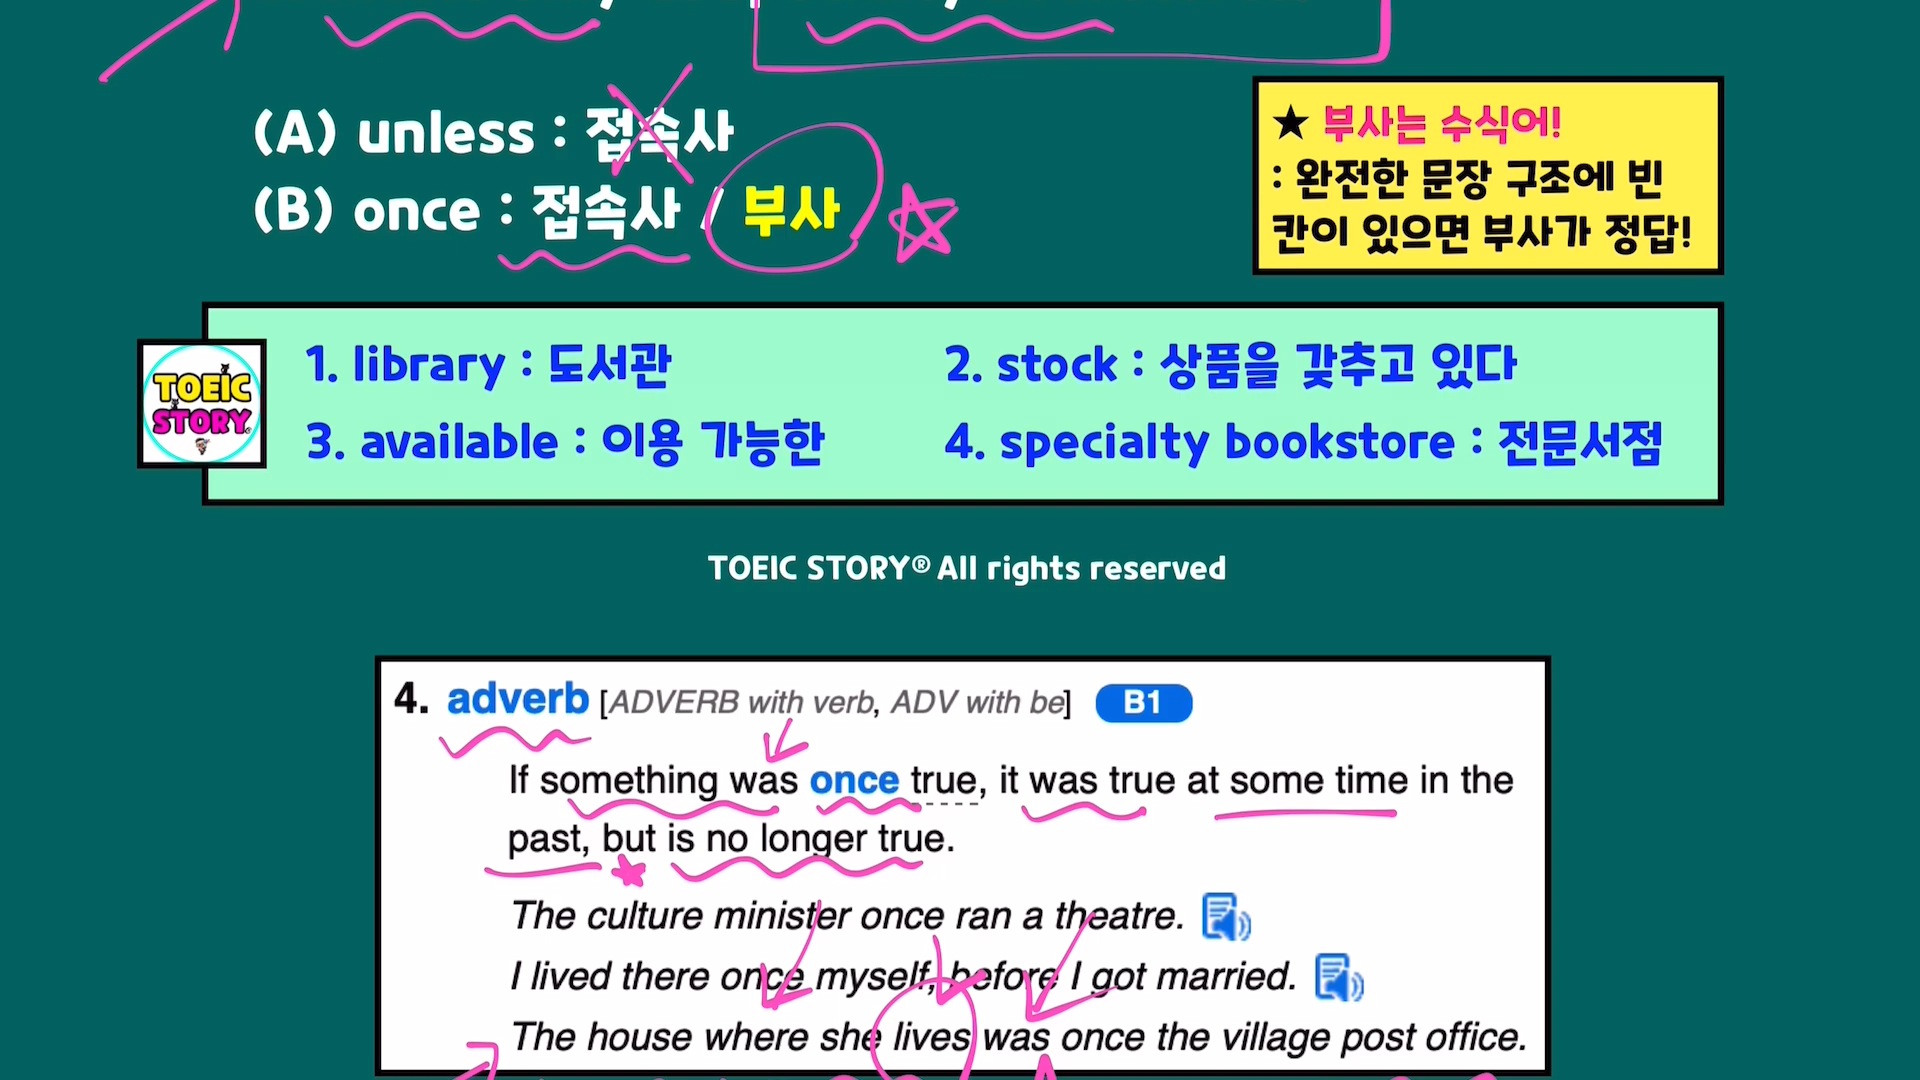 (A) unless : 접속사
(B) once : 접속사 / 부사
★ 부사는 수식어!
: 완전한 문장 구조에 빈
칸이 있으면 부사가 정답!
TOEIC
STORY
1. library : 도서관
2. stock : 상품을 갖추고 있다
3. available : 이용 가능한
4. specialty bookstore : 전문서점
TOEIC STORY® All rights reserved
4. adverb [ADVERB with verb, ADV with be] B1
If something was once true, it was true at some time in the
past, but is no longer true.
The culture minister once ran a theatre.
I lived there once myself, before I got married.
The house where she lives was once the village post office.